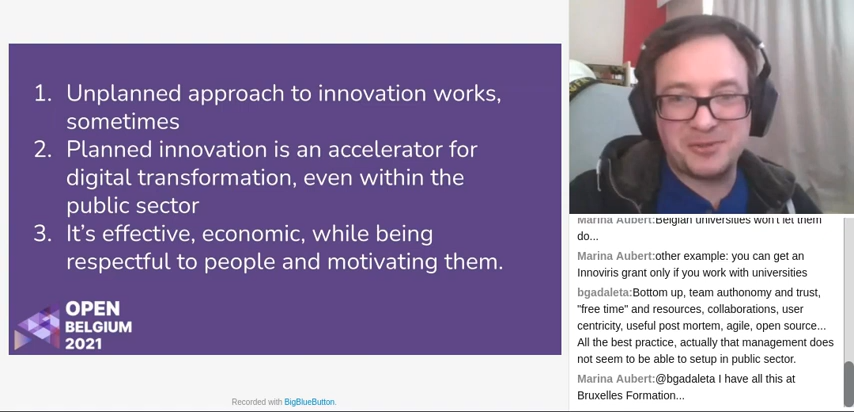 1. Unplanned approach to innovation works,
sometimes
2. Planned innovation is an accelerator for
digital transformation, even within the
public sector
3. It's effective, economic, while being
respectful to people and motivating them.
OPEN
BELGIUM
2021
Recorded with BigBlueButton.
Marina Aubert:Belgian universities won't let them
do...
Marina Aubert:other example: you can get an
Innoviris grant only if you work with universities
bgadaleta:Bottom up, team authonomy and trust,
"free time" and resources, collaborations, user
centricity, useful post mortem, agile, open source...
All the best practice, actually that management does
not seem to be able to setup in public sector.
Marina Aubert:@bgadaleta I have all this at
Bruxelles Formation...